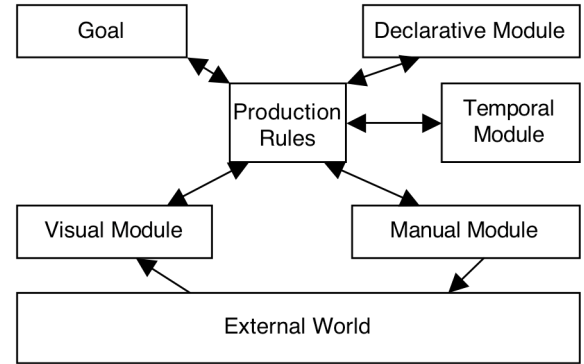 Goal
Declarative Module
Production
Rules
Temporal
Module
Visual Module
Manual Module
External World